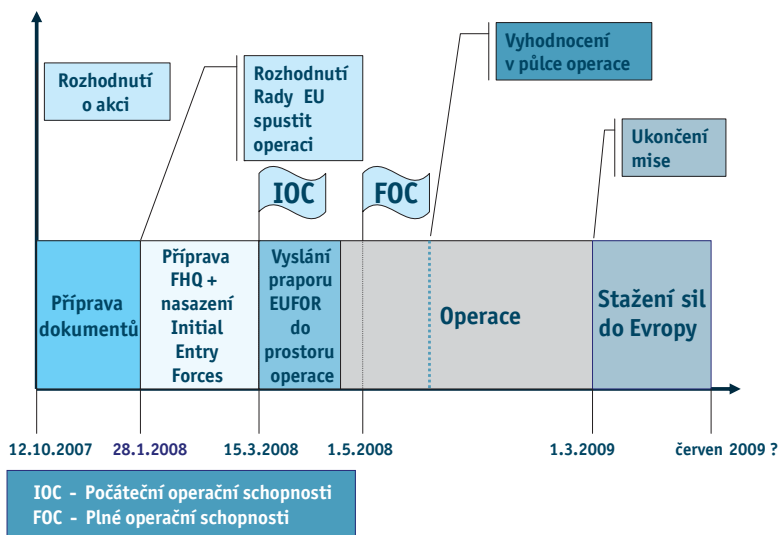 Rozhodnutí
o akci
Rozhodnutí
Rady EU
spustit
operaci
Vyhodnocení
v půlce operace
Ukončení
mise
IOC
FOC
Příprava
dokumentů
Příprava
FHQ +
nasazení
Initial
Entry
Forces
Vyslání
praporu
EUFOR
do
prostoru
operace
Operace
Stažení sil
do Evropy
12.10.2007
28.1.2008
15.3.2008
1.5.2008
1.3.2009
červen 2009 ?
IOC - Počáteční operační schopnosti
FOC - Plné operační schopnosti